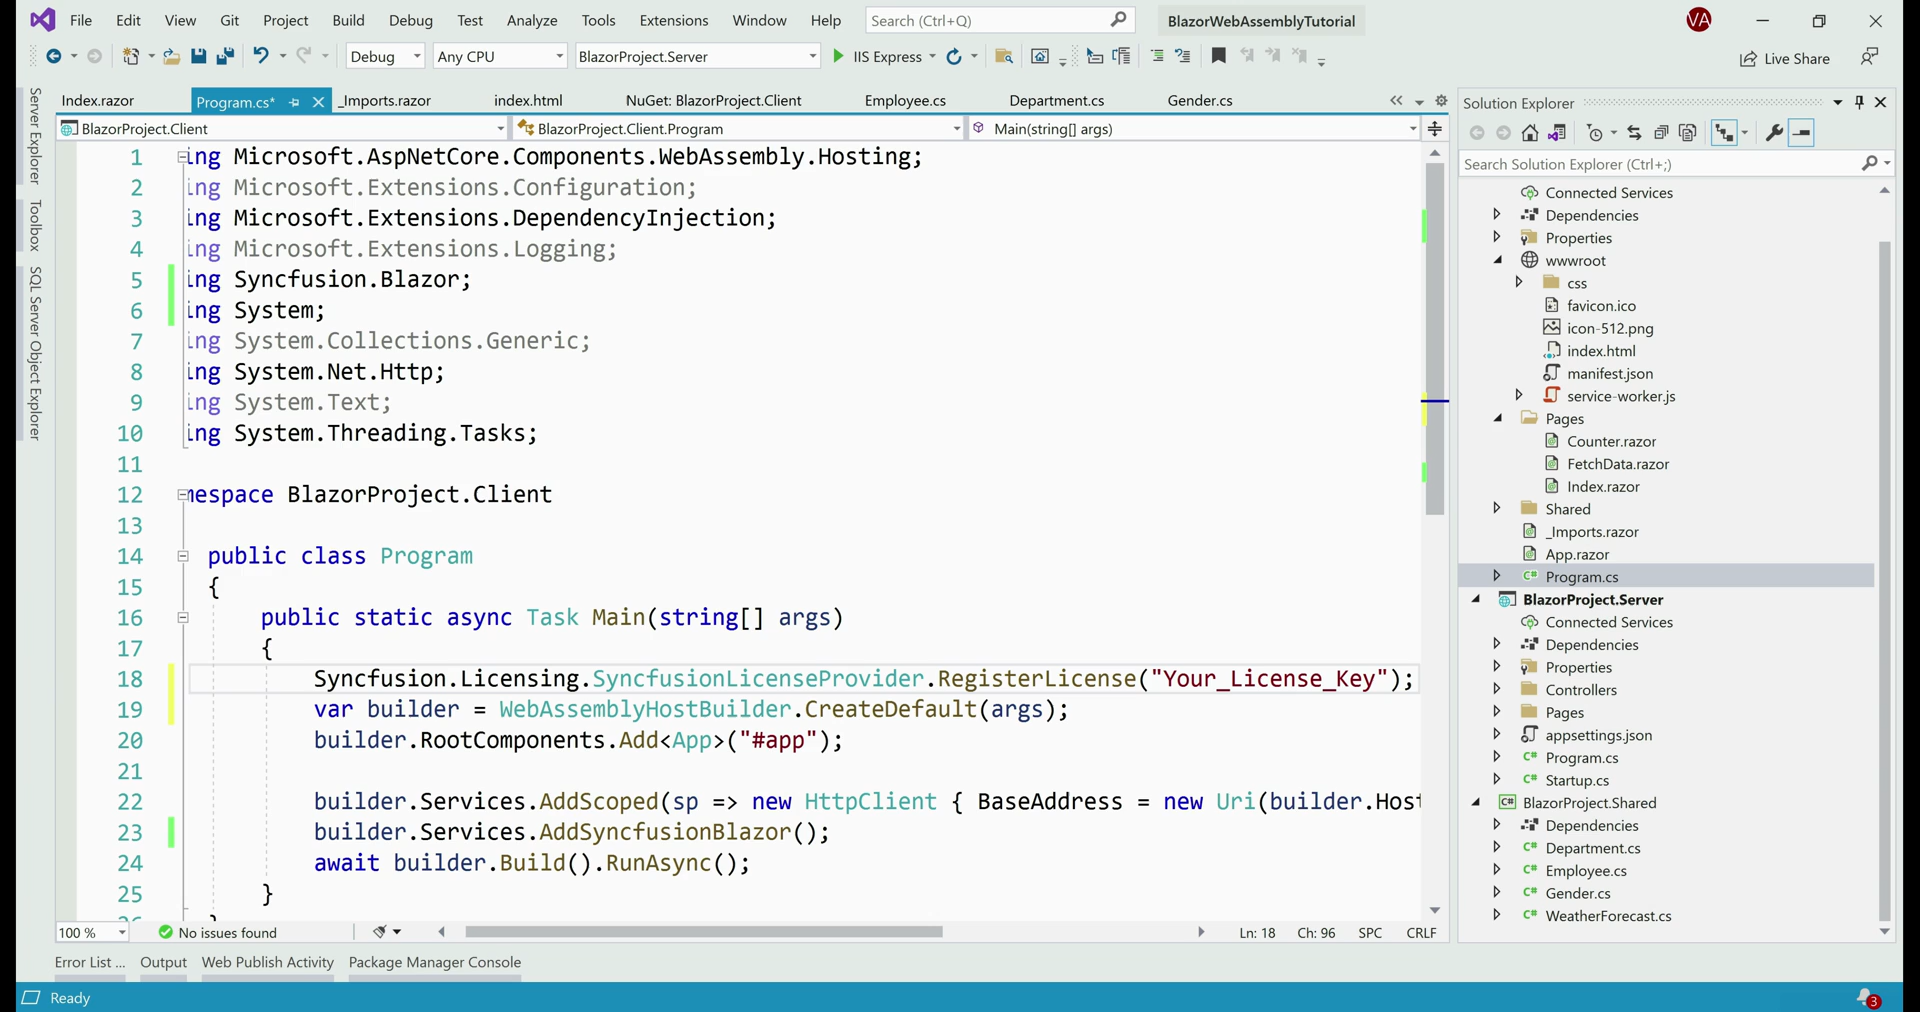 File Edit View Git Project Build Debug Test Analyze Tools Extensions Window Help Search (Ctrl+Q) BlazorWebAssemblyTutorial VA
Debug Any CPU BlazorProject.Server IIS Express Live Share
Server Explorer
Toolbox
SQL Server Object Explorer
Index.razor Program.cs* _Imports.razor index.html NuGet: BlazorProject.Client Employee.cs Department.cs Gender.cs
BlazorProject.Client BlazorProject.Client.Program Main(string[] args)
1 ing Microsoft.AspNetCore.Components.WebAssembly.Hosting;
2 ing Microsoft.Extensions.Configuration;
3 ing Microsoft.Extensions.DependencyInjection;
4 ing Microsoft.Extensions.Logging;
5 ing Syncfusion.Blazor;
6 ing System;
7 ing System.Collections.Generic;
8 ing System.Net.Http;
9 ing System.Text;
10 ing System.Threading.Tasks;
11
12 mespace BlazorProject.Client
13
14 public class Program
15 {
16 public static async Task Main(string[] args)
17 {
18 Syncfusion.Licensing.SyncfusionLicenseProvider.RegisterLicense("Your_License_Key");
19 var builder = WebAssemblyHostBuilder.CreateDefault(args);
20 builder.RootComponents.Add<App>("#app");
21
22 builder.Services.AddScoped(sp => new HttpClient { BaseAddress = new Uri(builder.Host
23 builder.Services.AddSyncfusionBlazor();
24 await builder.Build().RunAsync();
25 }
26 }
100 % No issues found Ln: 18 Ch: 96 SPC CRLF
Error List ... Output Web Publish Activity Package Manager Console
Ready 3
Solution Explorer
Search Solution Explorer (Ctrl+;)
Connected Services
Dependencies
Properties
wwwroot
css
favicon.ico
icon-512.png
index.html
manifest.json
service-worker.js
Pages
Counter.razor
FetchData.razor
Index.razor
Shared
_Imports.razor
App.razor
C# Program.cs
BlazorProject.Server
Connected Services
Dependencies
Properties
Controllers
Pages
appsettings.json
C# Program.cs
C# Startup.cs
C# BlazorProject.Shared
Dependencies
C# Department.cs
C# Employee.cs
C# Gender.cs
C# WeatherForecast.cs